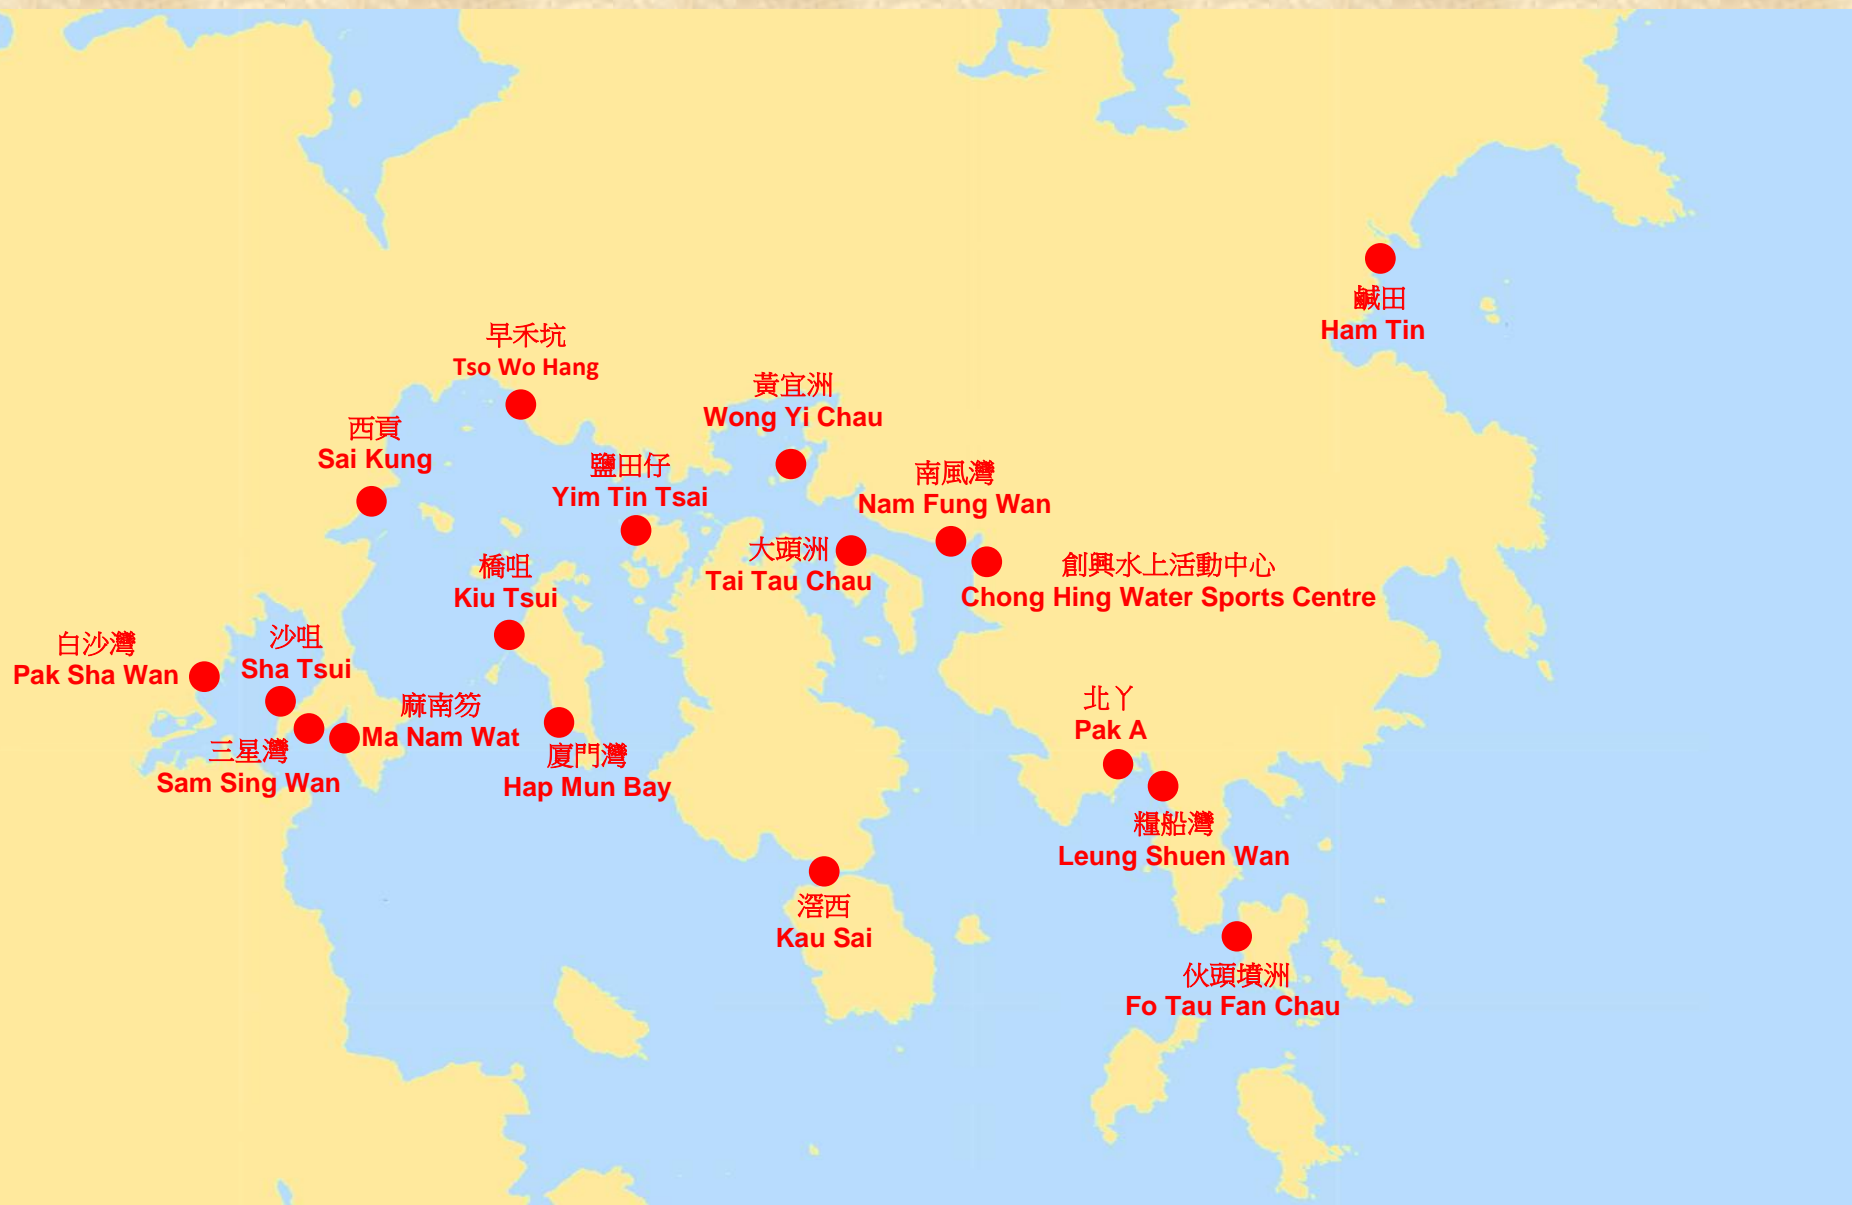 鹹田
Ham Tin
早禾坑
Tso Wo Hang
黃宜洲
Wong Yi Chau
西貢
Sai Kung
鹽田仔
Yim Tin Tsai
南風灣
Nam Fung Wan
大頭洲
Tai Tau Chau
橋咀
Kiu Tsui
創興水上活動中心
Chong Hing Water Sports Centre
白沙灣
Pak Sha Wan
沙咀
Sha Tsui
麻南笏
Ma Nam Wat
三星灣
Sam Sing Wan
廈門灣
Hap Mun Bay
北丫
Pak A
糧船灣
Leung Shuen Wan
滘西
Kau Sai
伙頭墳洲
Fo Tau Fan Chau